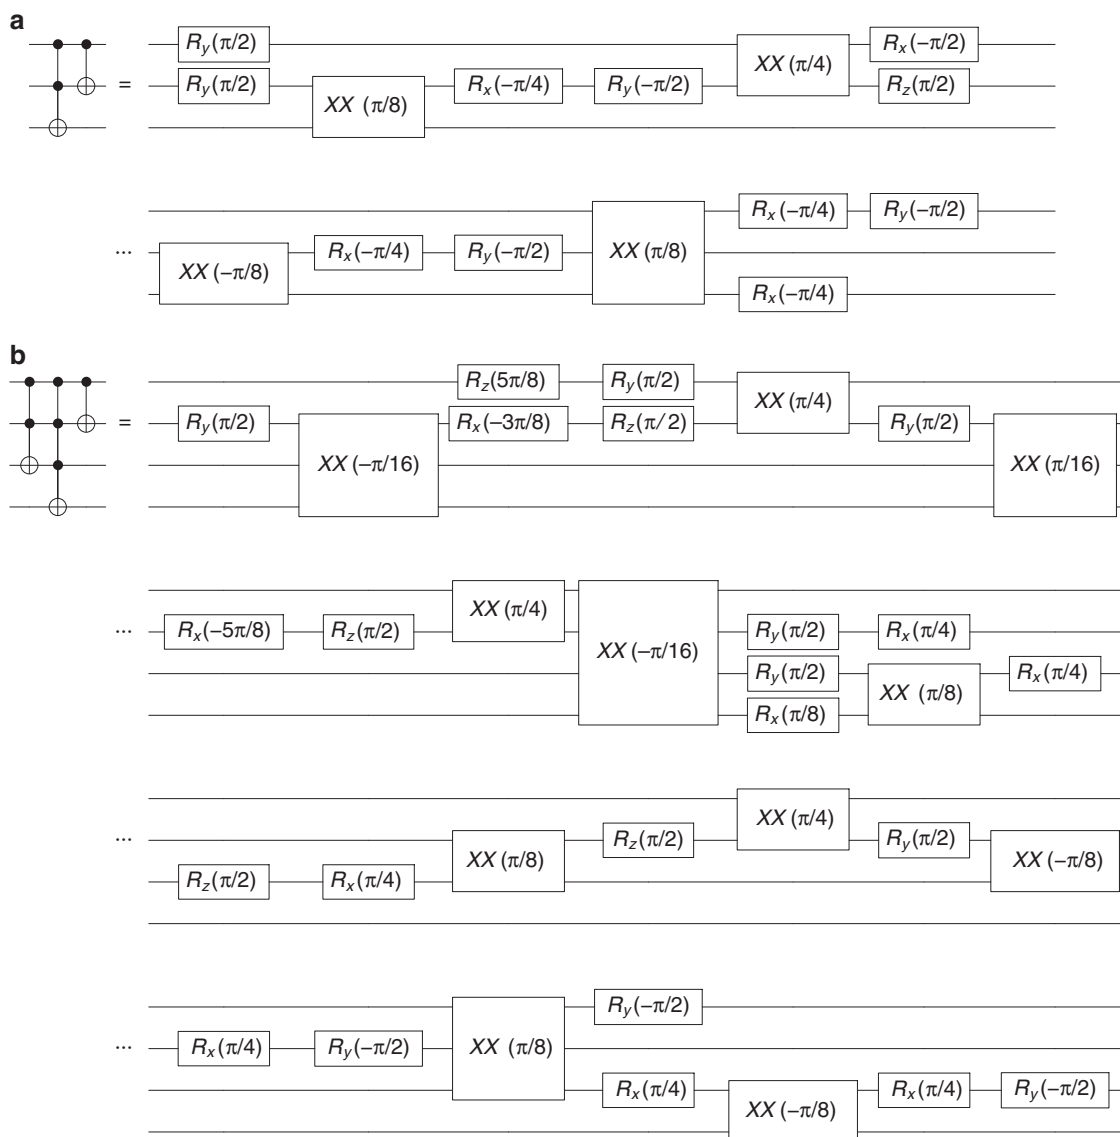 a
R_y(π/2) XX (π/4) R_x(−π/2)
= R_y(π/2) XX (π/8) R_x(−π/4) R_y(−π/2) R_z(π/2)
R_x(−π/4) R_y(−π/2)
... XX (−π/8) R_x(−π/4) R_y(−π/2) XX (π/8)
R_x(−π/4)
b
R_z(5π/8) R_y(π/2) XX (π/4)
= R_y(π/2) R_x(−3π/8) R_z(π/2) R_y(π/2)
XX (−π/16) XX (π/16)
XX (π/4)
... R_x(−5π/8) R_z(π/2) XX (−π/16) R_y(π/2) R_x(π/4)
R_y(π/2) XX (π/8) R_x(π/4)
R_x(π/8)
XX (π/4)
... XX (π/8) R_z(π/2) R_y(π/2) XX (−π/8)
R_z(π/2) R_x(π/4)
R_y(−π/2)
... R_x(π/4) R_y(−π/2) XX (π/8)
R_x(π/4) XX (−π/8) R_x(π/4) R_y(−π/2)